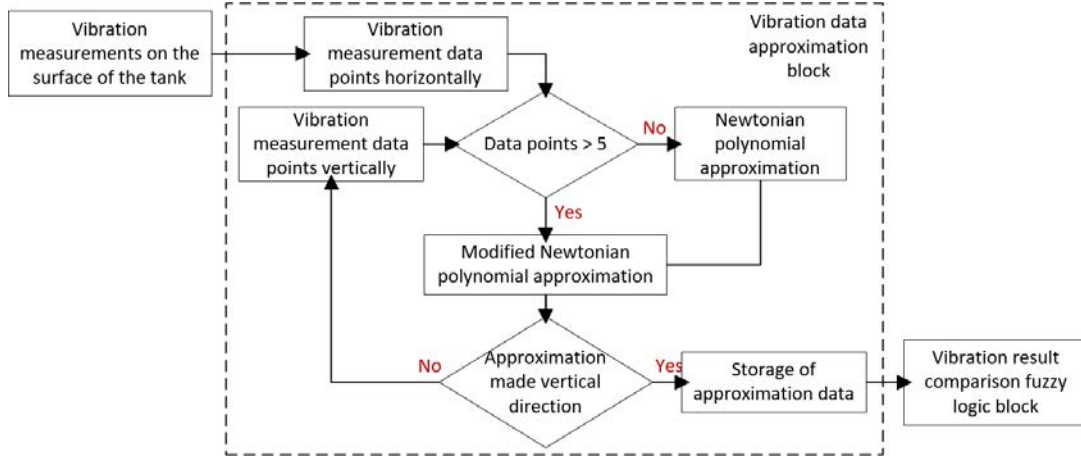 Vibration
measurements on the
surface of the tank
Vibration
measurement data
points horizontally
Vibration data
approximation
block
Vibration
measurement data
points vertically
Data points > 5
No
Newtonian
polynomial
approximation
Yes
Modified Newtonian
polynomial approximation
No
Approximation
made vertical
direction
Yes
Storage of
approximation data
Vibration result
comparison fuzzy
logic block